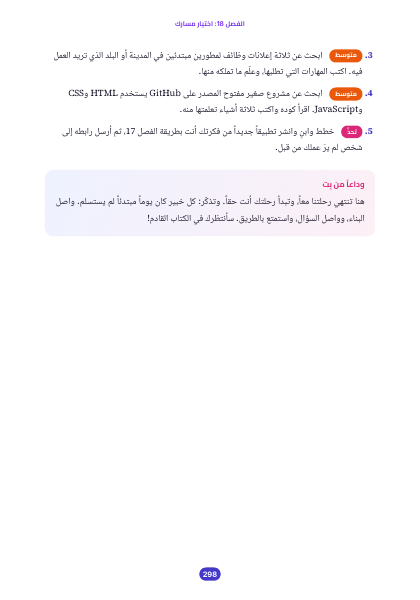 الفصل 18: اختيار مسارك
3. متوسط ابحث عن ثلاثة إعلانات وظائف لمطورين مبتدئين في المدينة أو البلد الذي تريد العمل
فيه. اكتب المهارات التي تطلبها، وعلّم ما تملكه منها.
4. متوسط ابحث عن مشروع صغير مفتوح المصدر على GitHub يستخدم HTML وCSS
وJavaScript. اقرأ كوده واكتب ثلاثة أشياء تعلمتها منه.
5. تحدٍّ خطط وابنِ وانشر تطبيقاً جديداً من فكرتك أنت بطريقة الفصل 17، ثم أرسل رابطه إلى
شخص لم يرَ عملك من قبل.
وداعاً من بِت
هنا تنتهي رحلتنا معاً، وتبدأ رحلتك أنت حقاً. وتذكّر: كل خبير كان يوماً مبتدئاً لم يستسلم. واصل
البناء، وواصل السؤال، واستمتع بالطريق. سأنتظرك في الكتاب القادم!
298